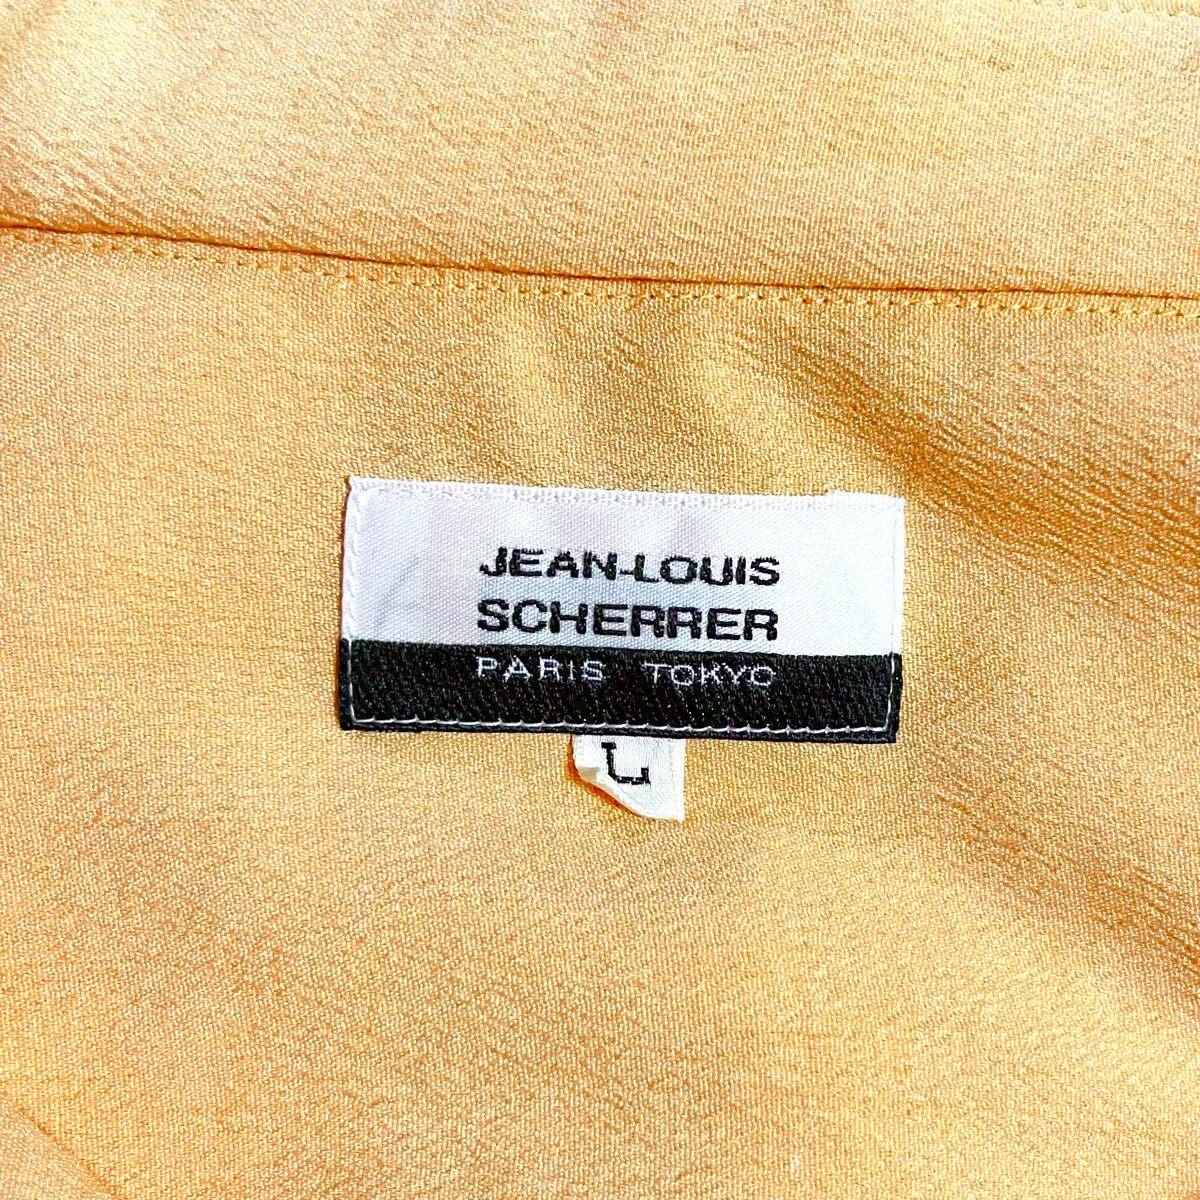 JEAN-LOUIS
SCHERRER
PARIS TOKYO
L